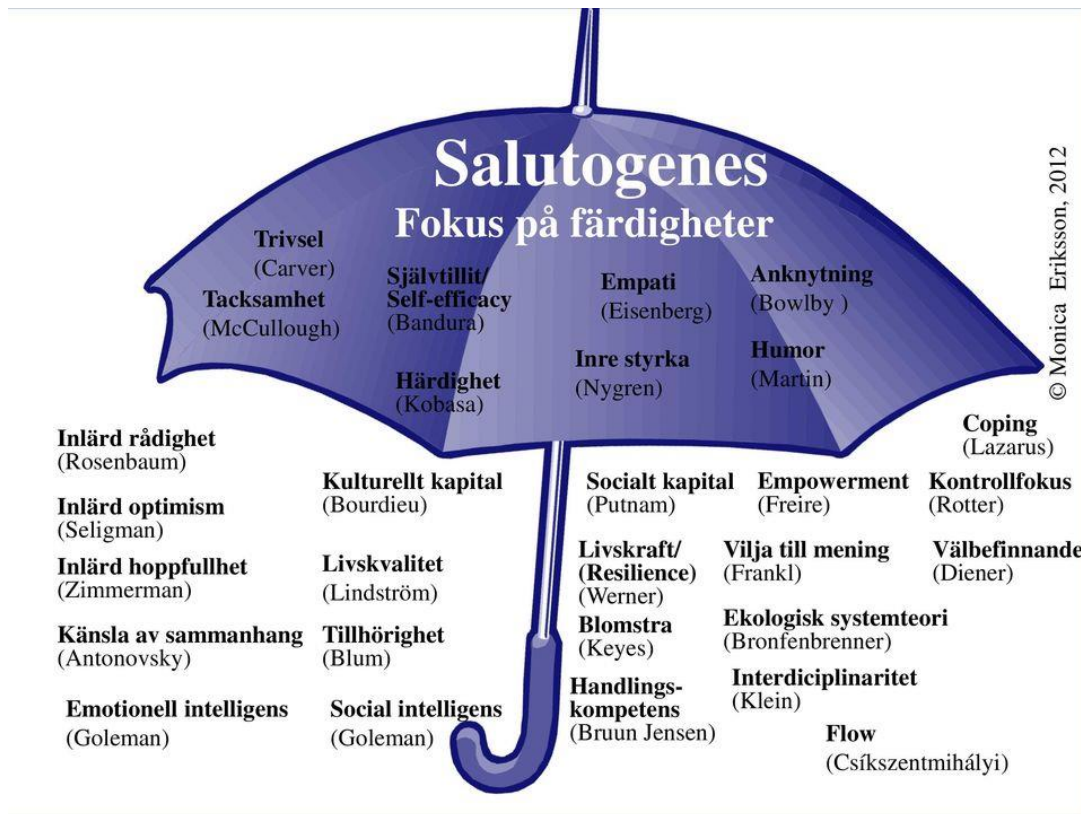 Salutogenes
Fokus på färdigheter
Trivsel
(Carver)
Tacksamhet
(McCullough)
Självtillit/
Self-efficacy
(Bandura)
Härdighet
(Kobasa)
Empati
(Eisenberg)
Inre styrka
(Nygren)
Anknytning
(Bowlby )
Humor
(Martin)
© Monica Eriksson, 2012
Coping
(Lazarus)
Inlärd rådighet
(Rosenbaum)
Inlärd optimism
(Seligman)
Inlärd hoppfullhet
(Zimmerman)
Känsla av sammanhang
(Antonovsky)
Emotionell intelligens
(Goleman)
Kulturellt kapital
(Bourdieu)
Livskvalitet
(Lindström)
Tillhörighet
(Blum)
Social intelligens
(Goleman)
Socialt kapital
(Putnam)
Livskraft/
(Resilience)
(Werner)
Blomstra
(Keyes)
Handlings-
kompetens
(Bruun Jensen)
Empowerment
(Freire)
Vilja till mening
(Frankl)
Ekologisk systemteori
(Bronfenbrenner)
Interdiciplinaritet
(Klein)
Flow
(Csíkszentmihályi)
Kontrollfokus
(Rotter)
Välbefinnande
(Diener)